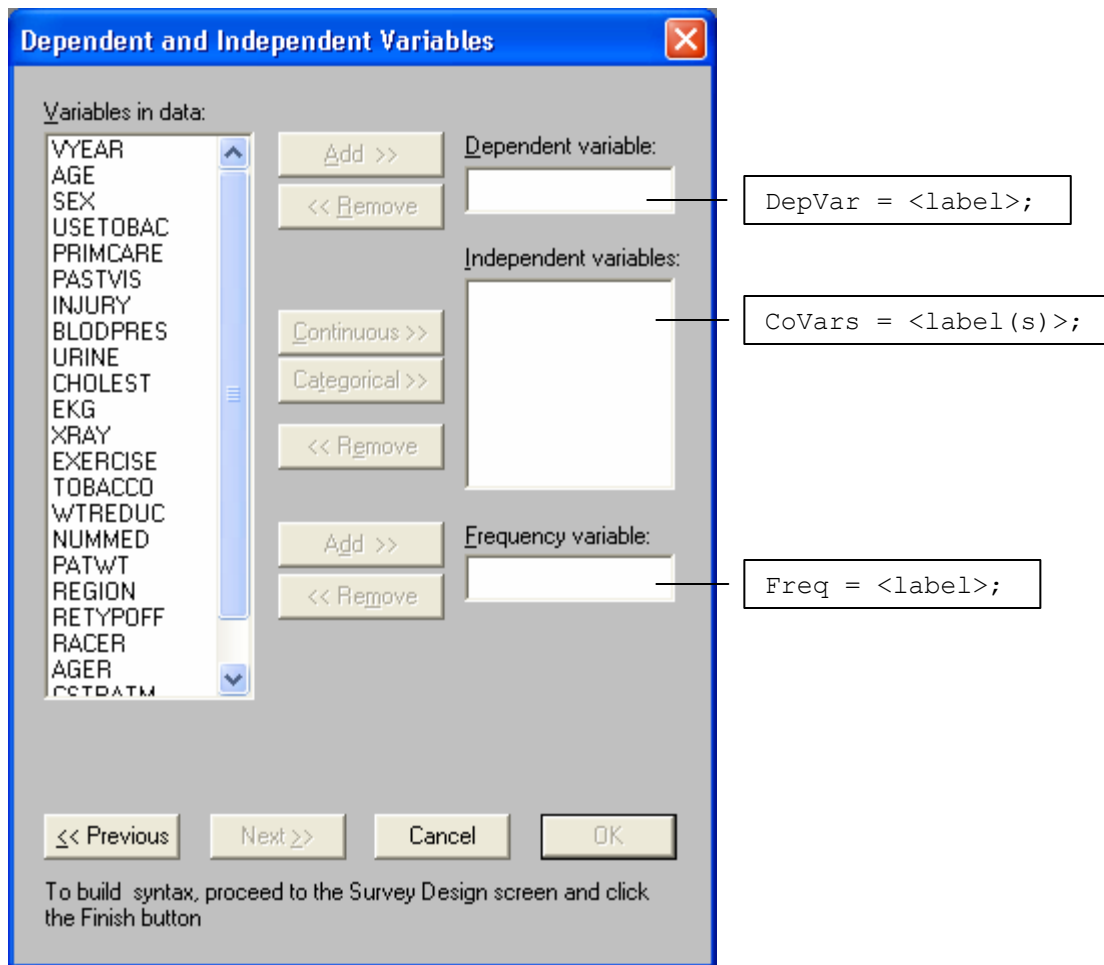 Dependent and Independent Variables
Variables in data:
VYEAR
AGE
SEX
USETOBAC
PRIMCARE
PASTVIS
INJURY
BLODPRES
URINE
CHOLEST
EKG
XRAY
EXERCISE
TOBACCO
WTREDUC
NUMMED
PATWT
REGION
RETYPOFF
RACER
AGER
CSTRATM
Add >>
<< Remove
Continuous >>
Categorical >>
<< Remove
Add >>
<< Remove
Dependent variable:
Independent variables:
Frequency variable:
DepVar = <label>;
CoVars = <label(s)>;
Freq = <label>;
<< Previous
Next >>
Cancel
OK
To build  syntax, proceed to the Survey Design screen and click
the Finish button